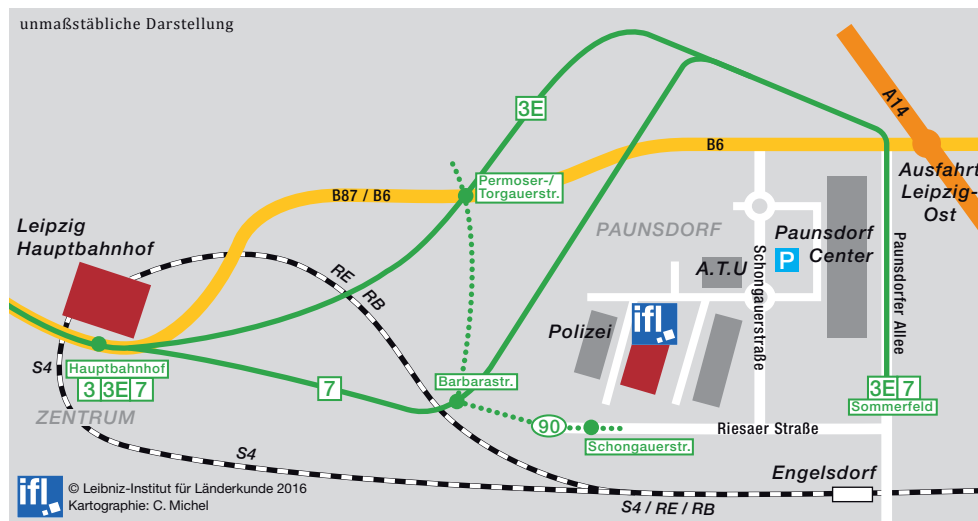 unmaßstäbliche Darstellung
3E
A14
B6
Ausfahrt
Leipzig-
Ost
Permoser-/
Torgauerstr.
B87 / B6
Leipzig
Hauptbahnhof
PAUNSDORF
Paunsdorf
Center
P
A.T.U
Schongauerstraße
Paunsdorfer Allee
RE
RB
ifl
Polizei
S4
Hauptbahnhof
3 3E 7
7
Barbarastr.
3E 7
Sommerfeld
ZENTRUM
90
Riesaer Straße
Schongauerstr.
S4
Engelsdorf
ifl
© Leibniz-Institut für Länderkunde 2016
Kartographie: C. Michel
S4 / RE / RB